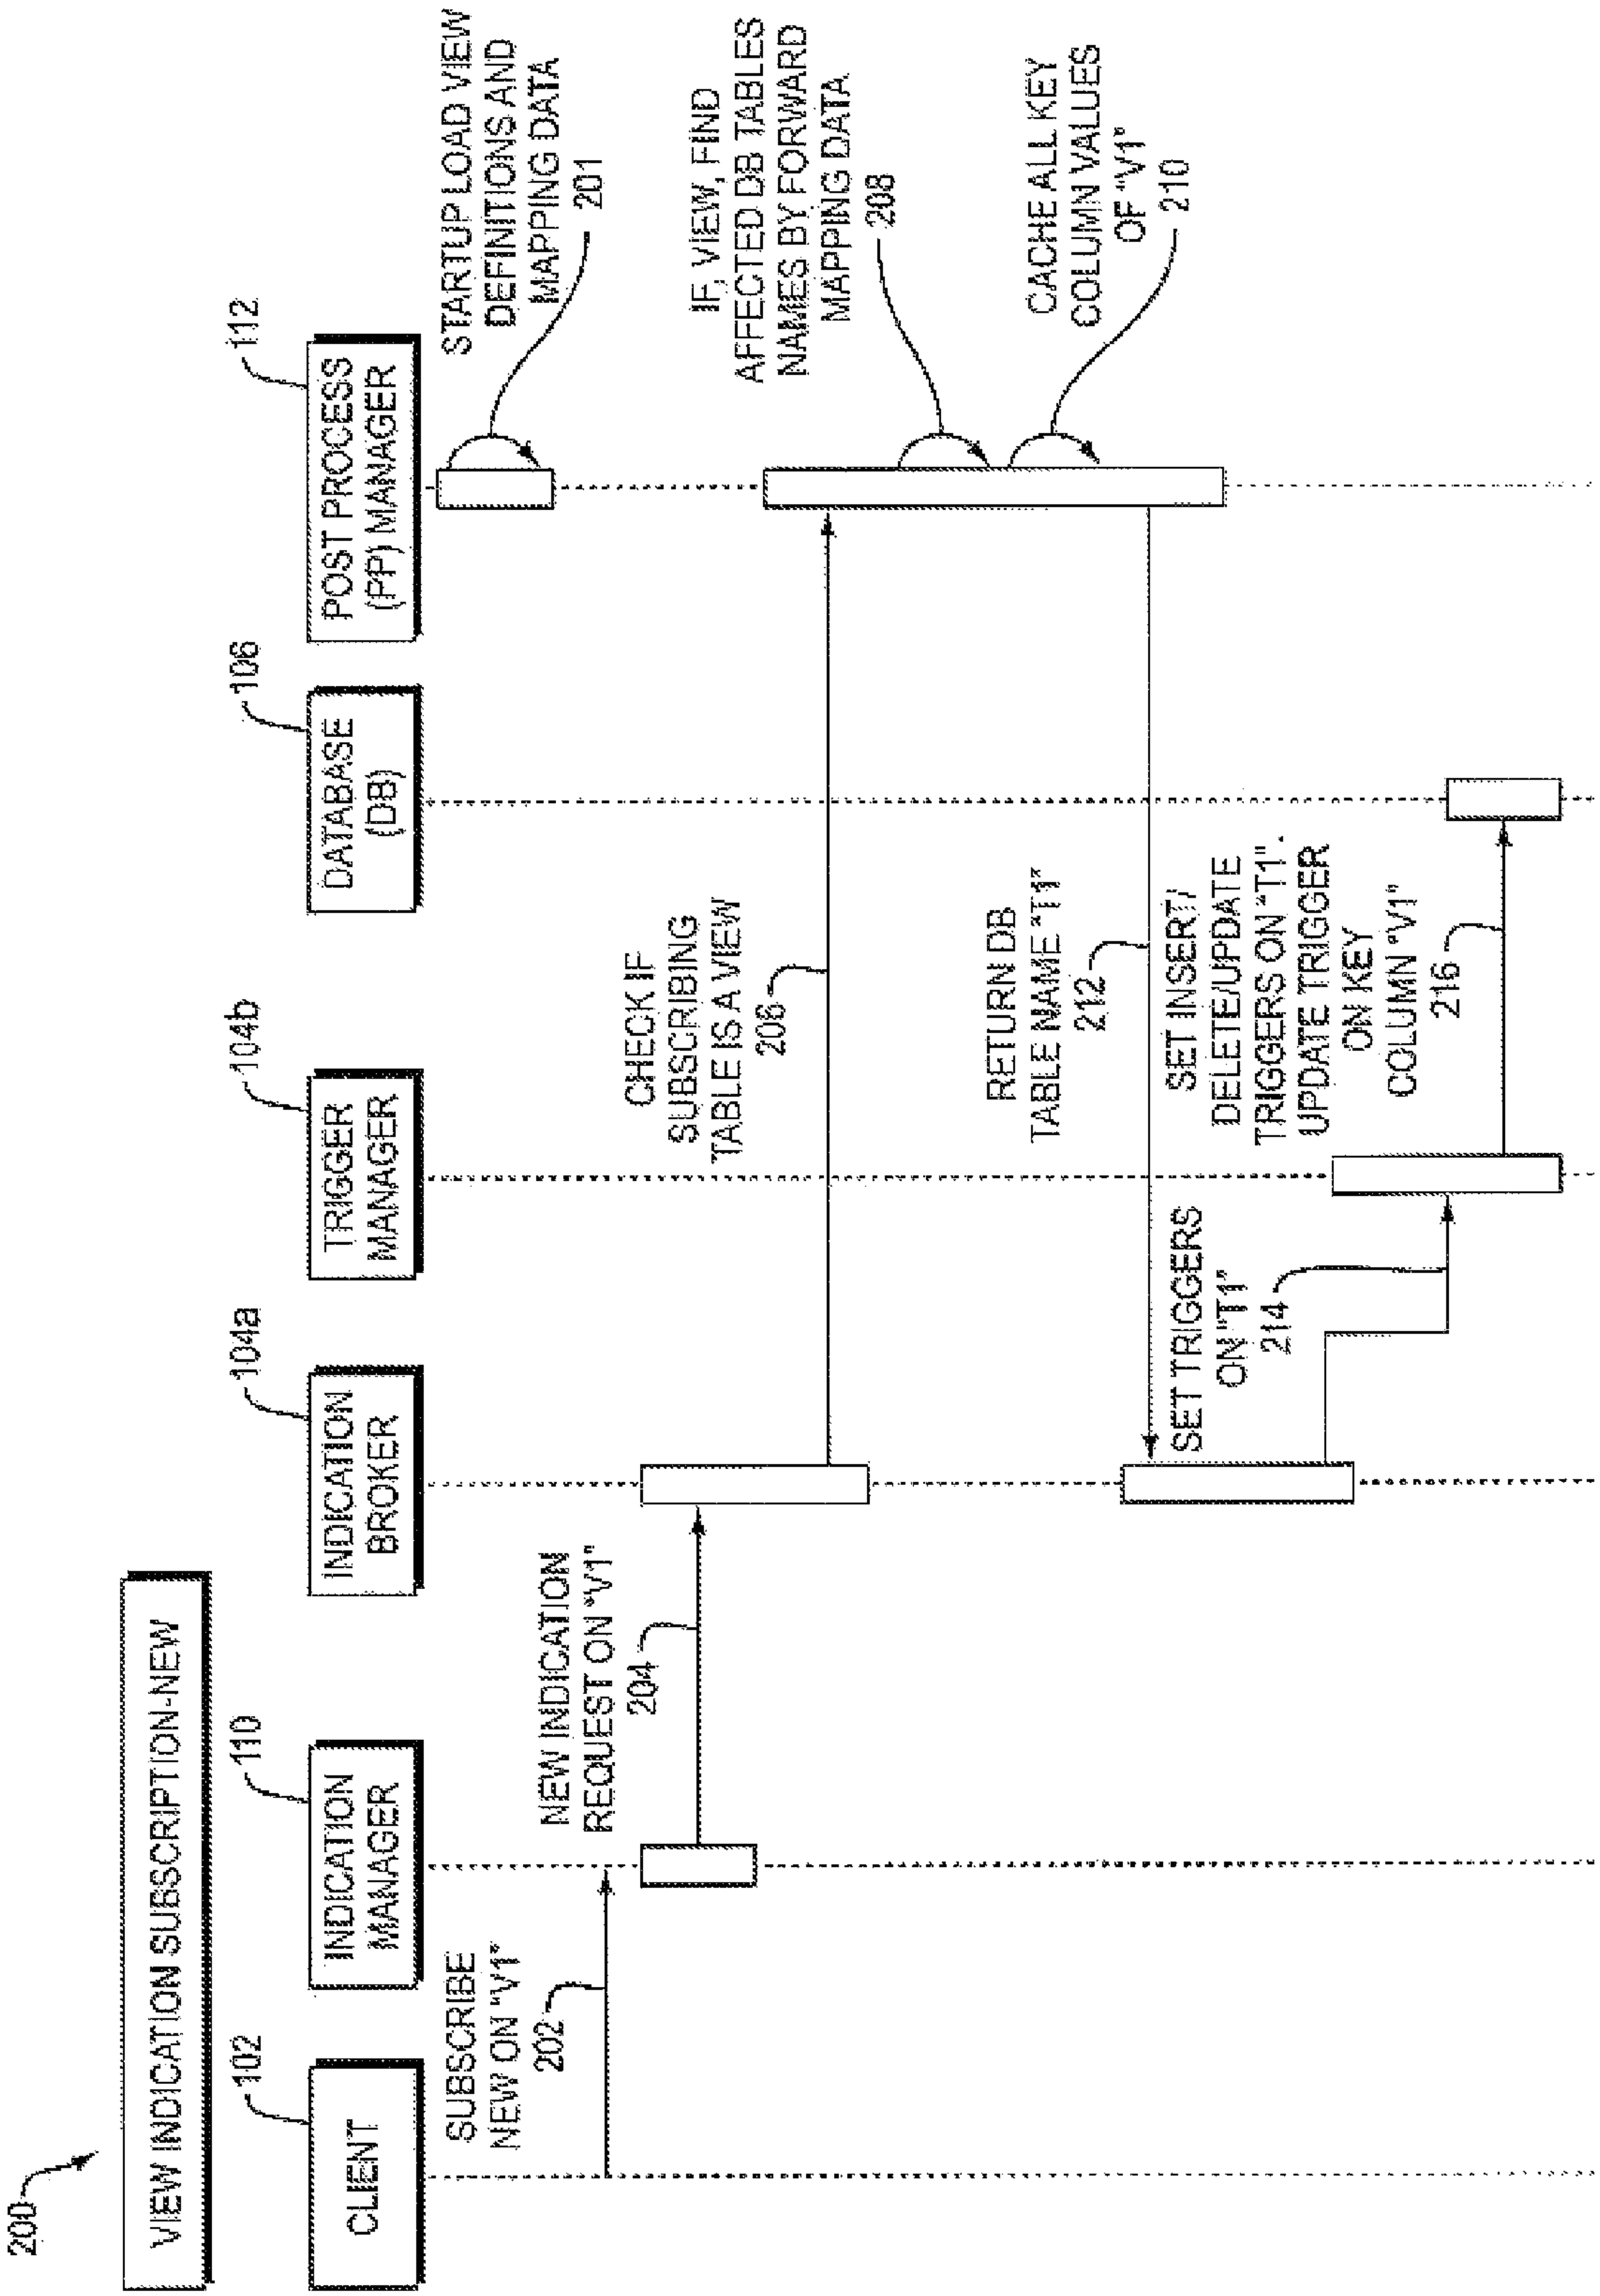 200
VIEW INDICATION SUBSCRIPTION-NEW
102
CLIENT
110
INDICATION
MANAGER
104a
INDICATION
BROKER
104b
TRIGGER
MANAGER
106
DATABASE
(DB)
112
POST PROCESS
(PP) MANAGER
STARTUP LOAD VIEW
DEFINITIONS AND
MAPPING DATA
201
SUBSCRIBE
NEW ON "V1"
202
NEW INDICATION
REQUEST ON "V1"
204
CHECK IF
SUBSCRIBING
TABLE IS A VIEW
206
IF, VIEW, FIND
AFFECTED DB TABLES
NAMES BY FORWARD
MAPPING DATA
208
CACHE ALL KEY
COLUMN VALUES
OF "V1"
210
RETURN DB
TABLE NAME "T1"
212
SET TRIGGERS
ON "T1"
214
SET INSERT/
DELETE/UPDATE
TRIGGERS ON "T1".
UPDATE TRIGGER
ON KEY
COLUMN "V1"
216